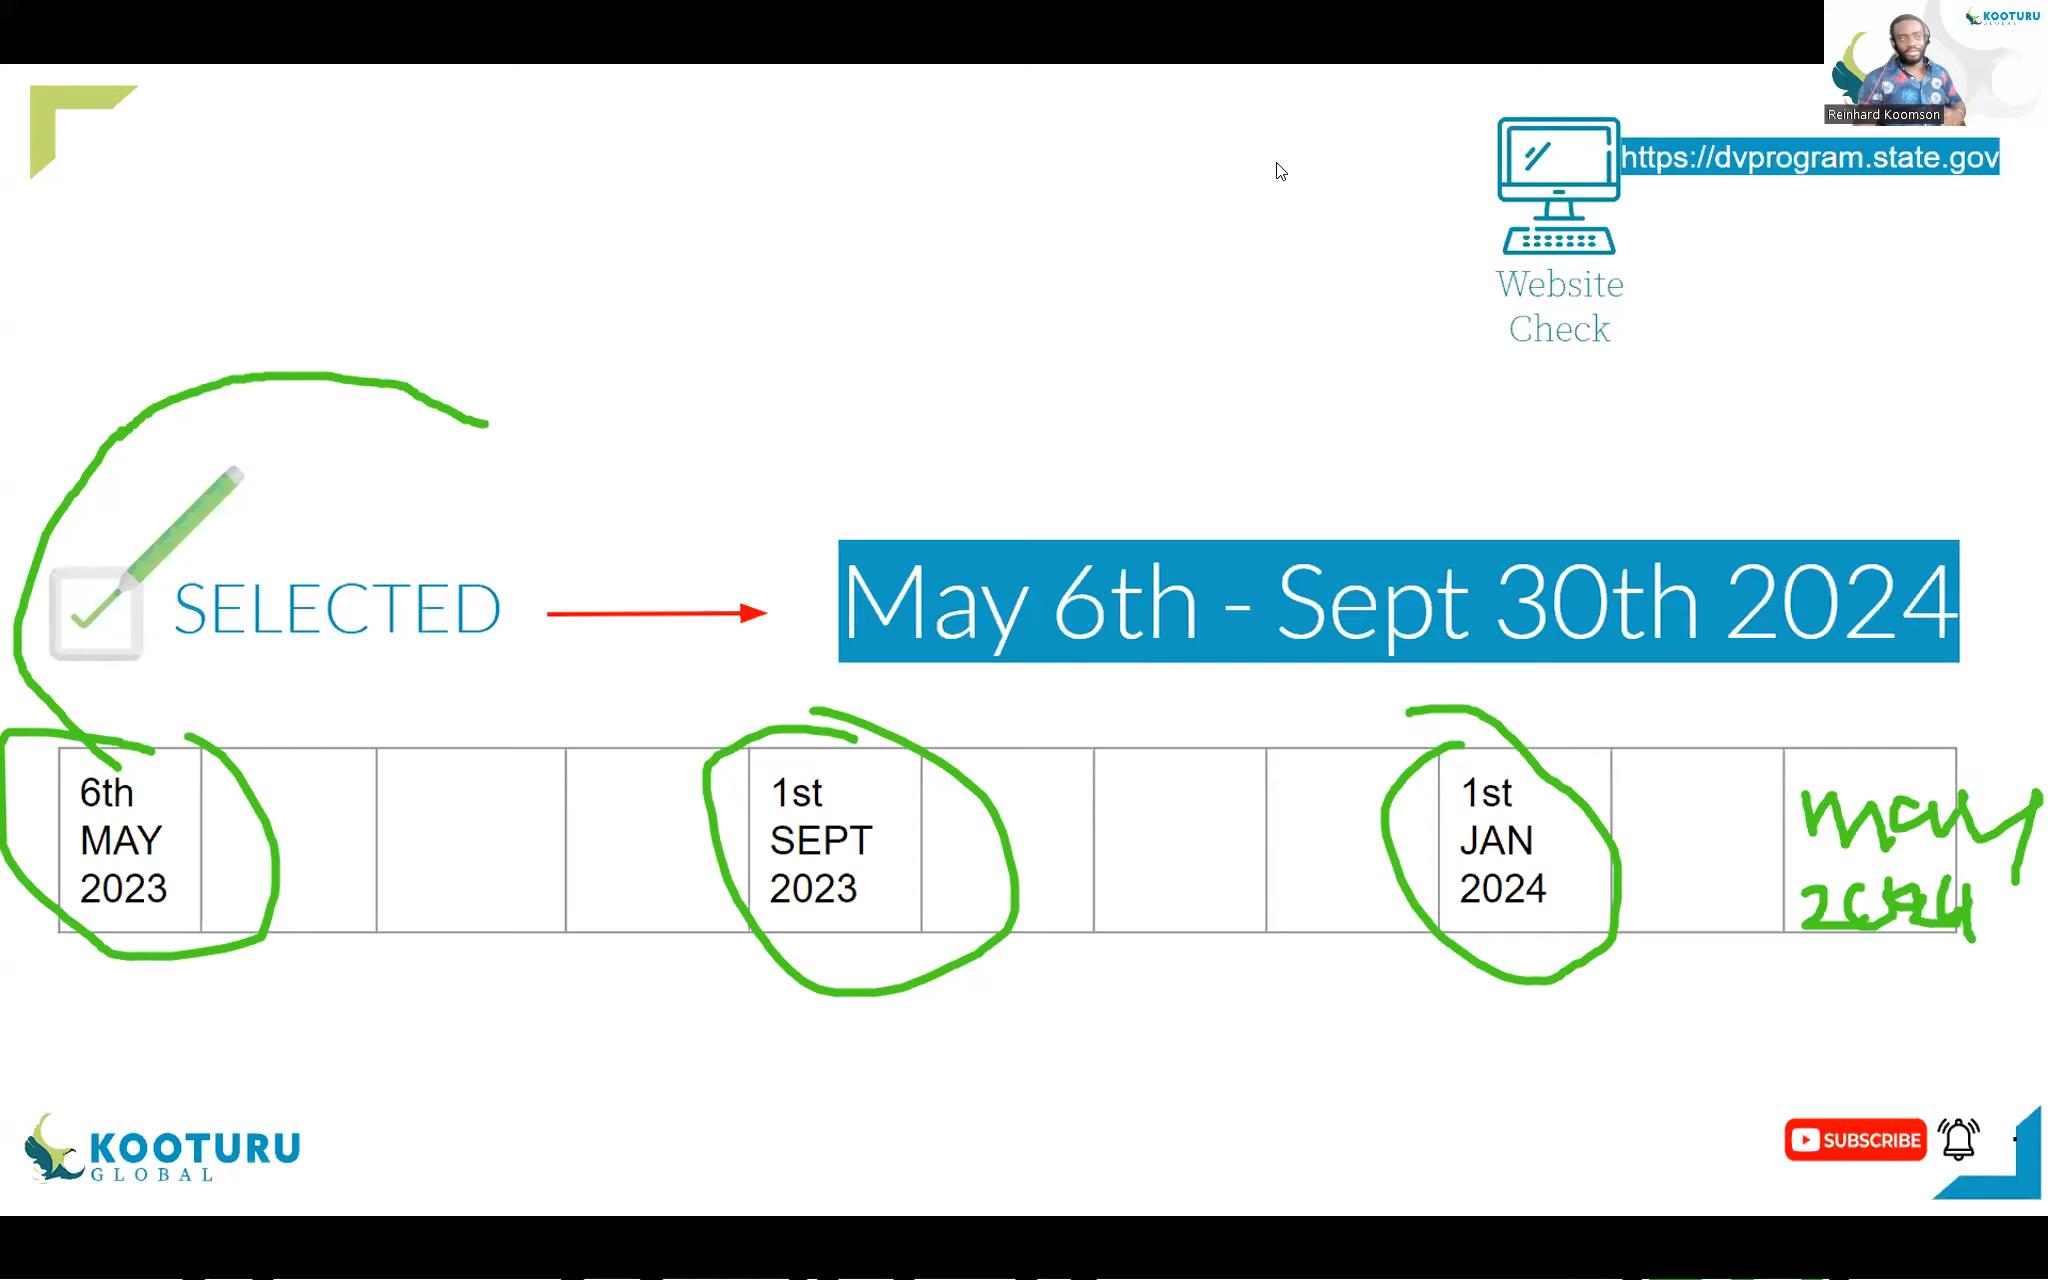 KOOTURU
GLOBAL
Reinhard Koomson
https://dvprogram.state.gov
Website
Check
SELECTED
May 6th - Sept 30th 2024
6th
MAY
2023
1st
SEPT
2023
1st
JAN
2024
may
2024
KOOTURU
GLOBAL
SUBSCRIBE